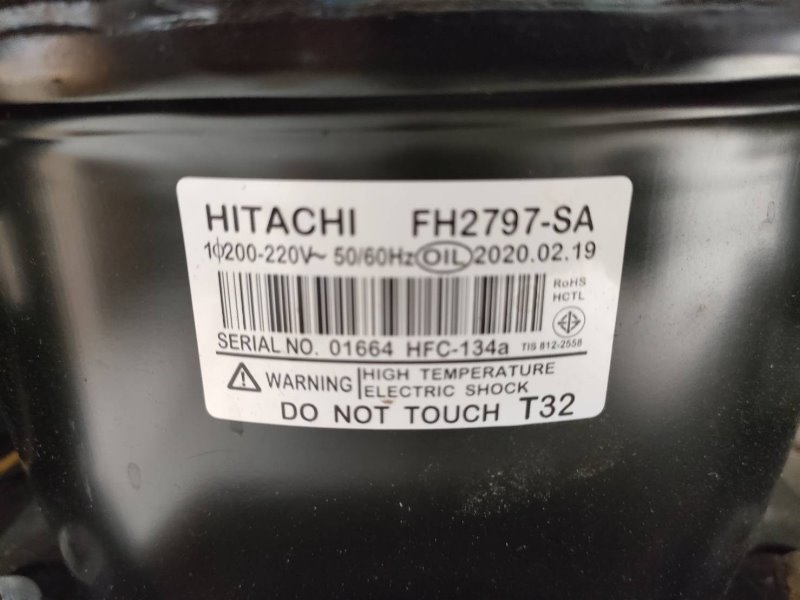 HITACHI FH2797-SA
1ϕ200-220V~ 50/60Hz OIL 2020.02.19
RoHS
HCTL
SERIAL NO. 01664 HFC-134a TIS 812-2558
WARNING HIGH TEMPERATURE
ELECTRIC SHOCK
DO NOT TOUCH T32